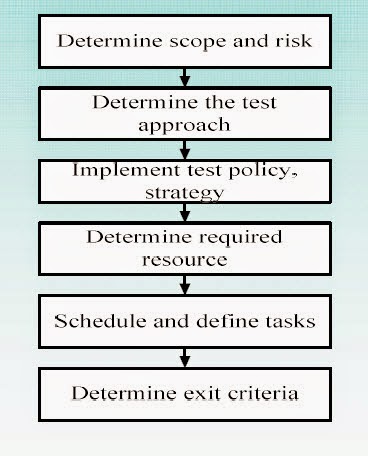 Determine scope and risk
Determine the test
approach
Implement test policy,
strategy
Determine required
resource
Schedule and define tasks
Determine exit criteria